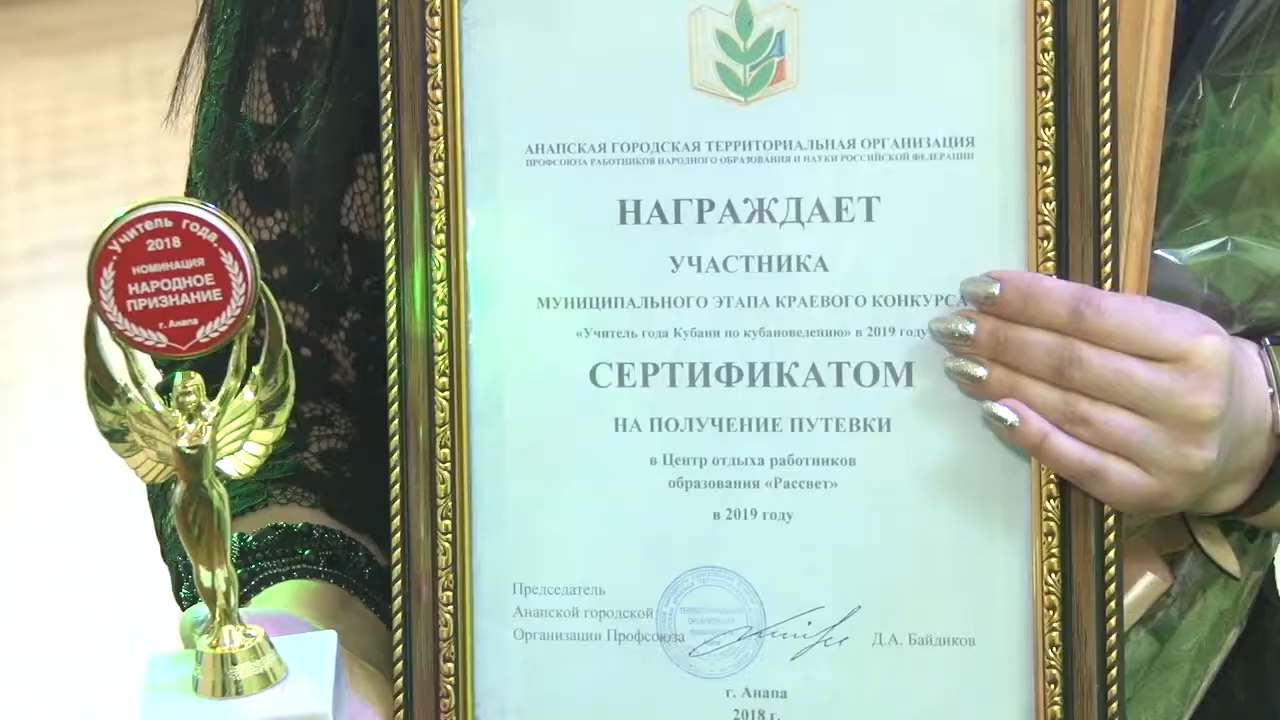 Учитель года
2018
НОМИНАЦИЯ
НАРОДНОЕ
ПРИЗНАНИЕ
г. Анапа
АНАПСКАЯ ГОРОДСКАЯ ТЕРРИТОРИАЛЬНАЯ ОРГАНИЗАЦИЯ
ПРОФСОЮЗА РАБОТНИКОВ НАРОДНОГО ОБРАЗОВАНИЯ И НАУКИ РОССИЙСКОЙ ФЕДЕРАЦИИ
НАГРАЖДАЕТ
УЧАСТНИКА
МУНИЦИПАЛЬНОГО ЭТАПА КРАЕВОГО КОНКУРСА
«Учитель года Кубани по кубановедению» в 2019 году
СЕРТИФИКАТОМ
НА ПОЛУЧЕНИЕ ПУТЕВКИ
в Центр отдыха работников
образования «Рассвет»
в 2019 году
Председатель
Анапской городской
Организации Профсоюза
Д.А. Байдиков
г. Анапа
2018 г.